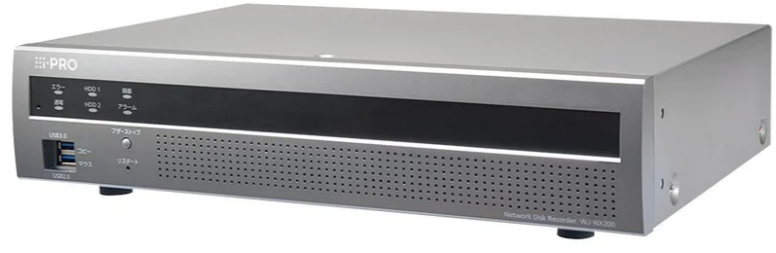 i-PRO
エラー HDD 1 録画
通電 HDD 2 アラーム
USB3.0 ブザーストップ
コピー
マウス リスタート
USB2.0
Network Disk Recorder WJ-NX200